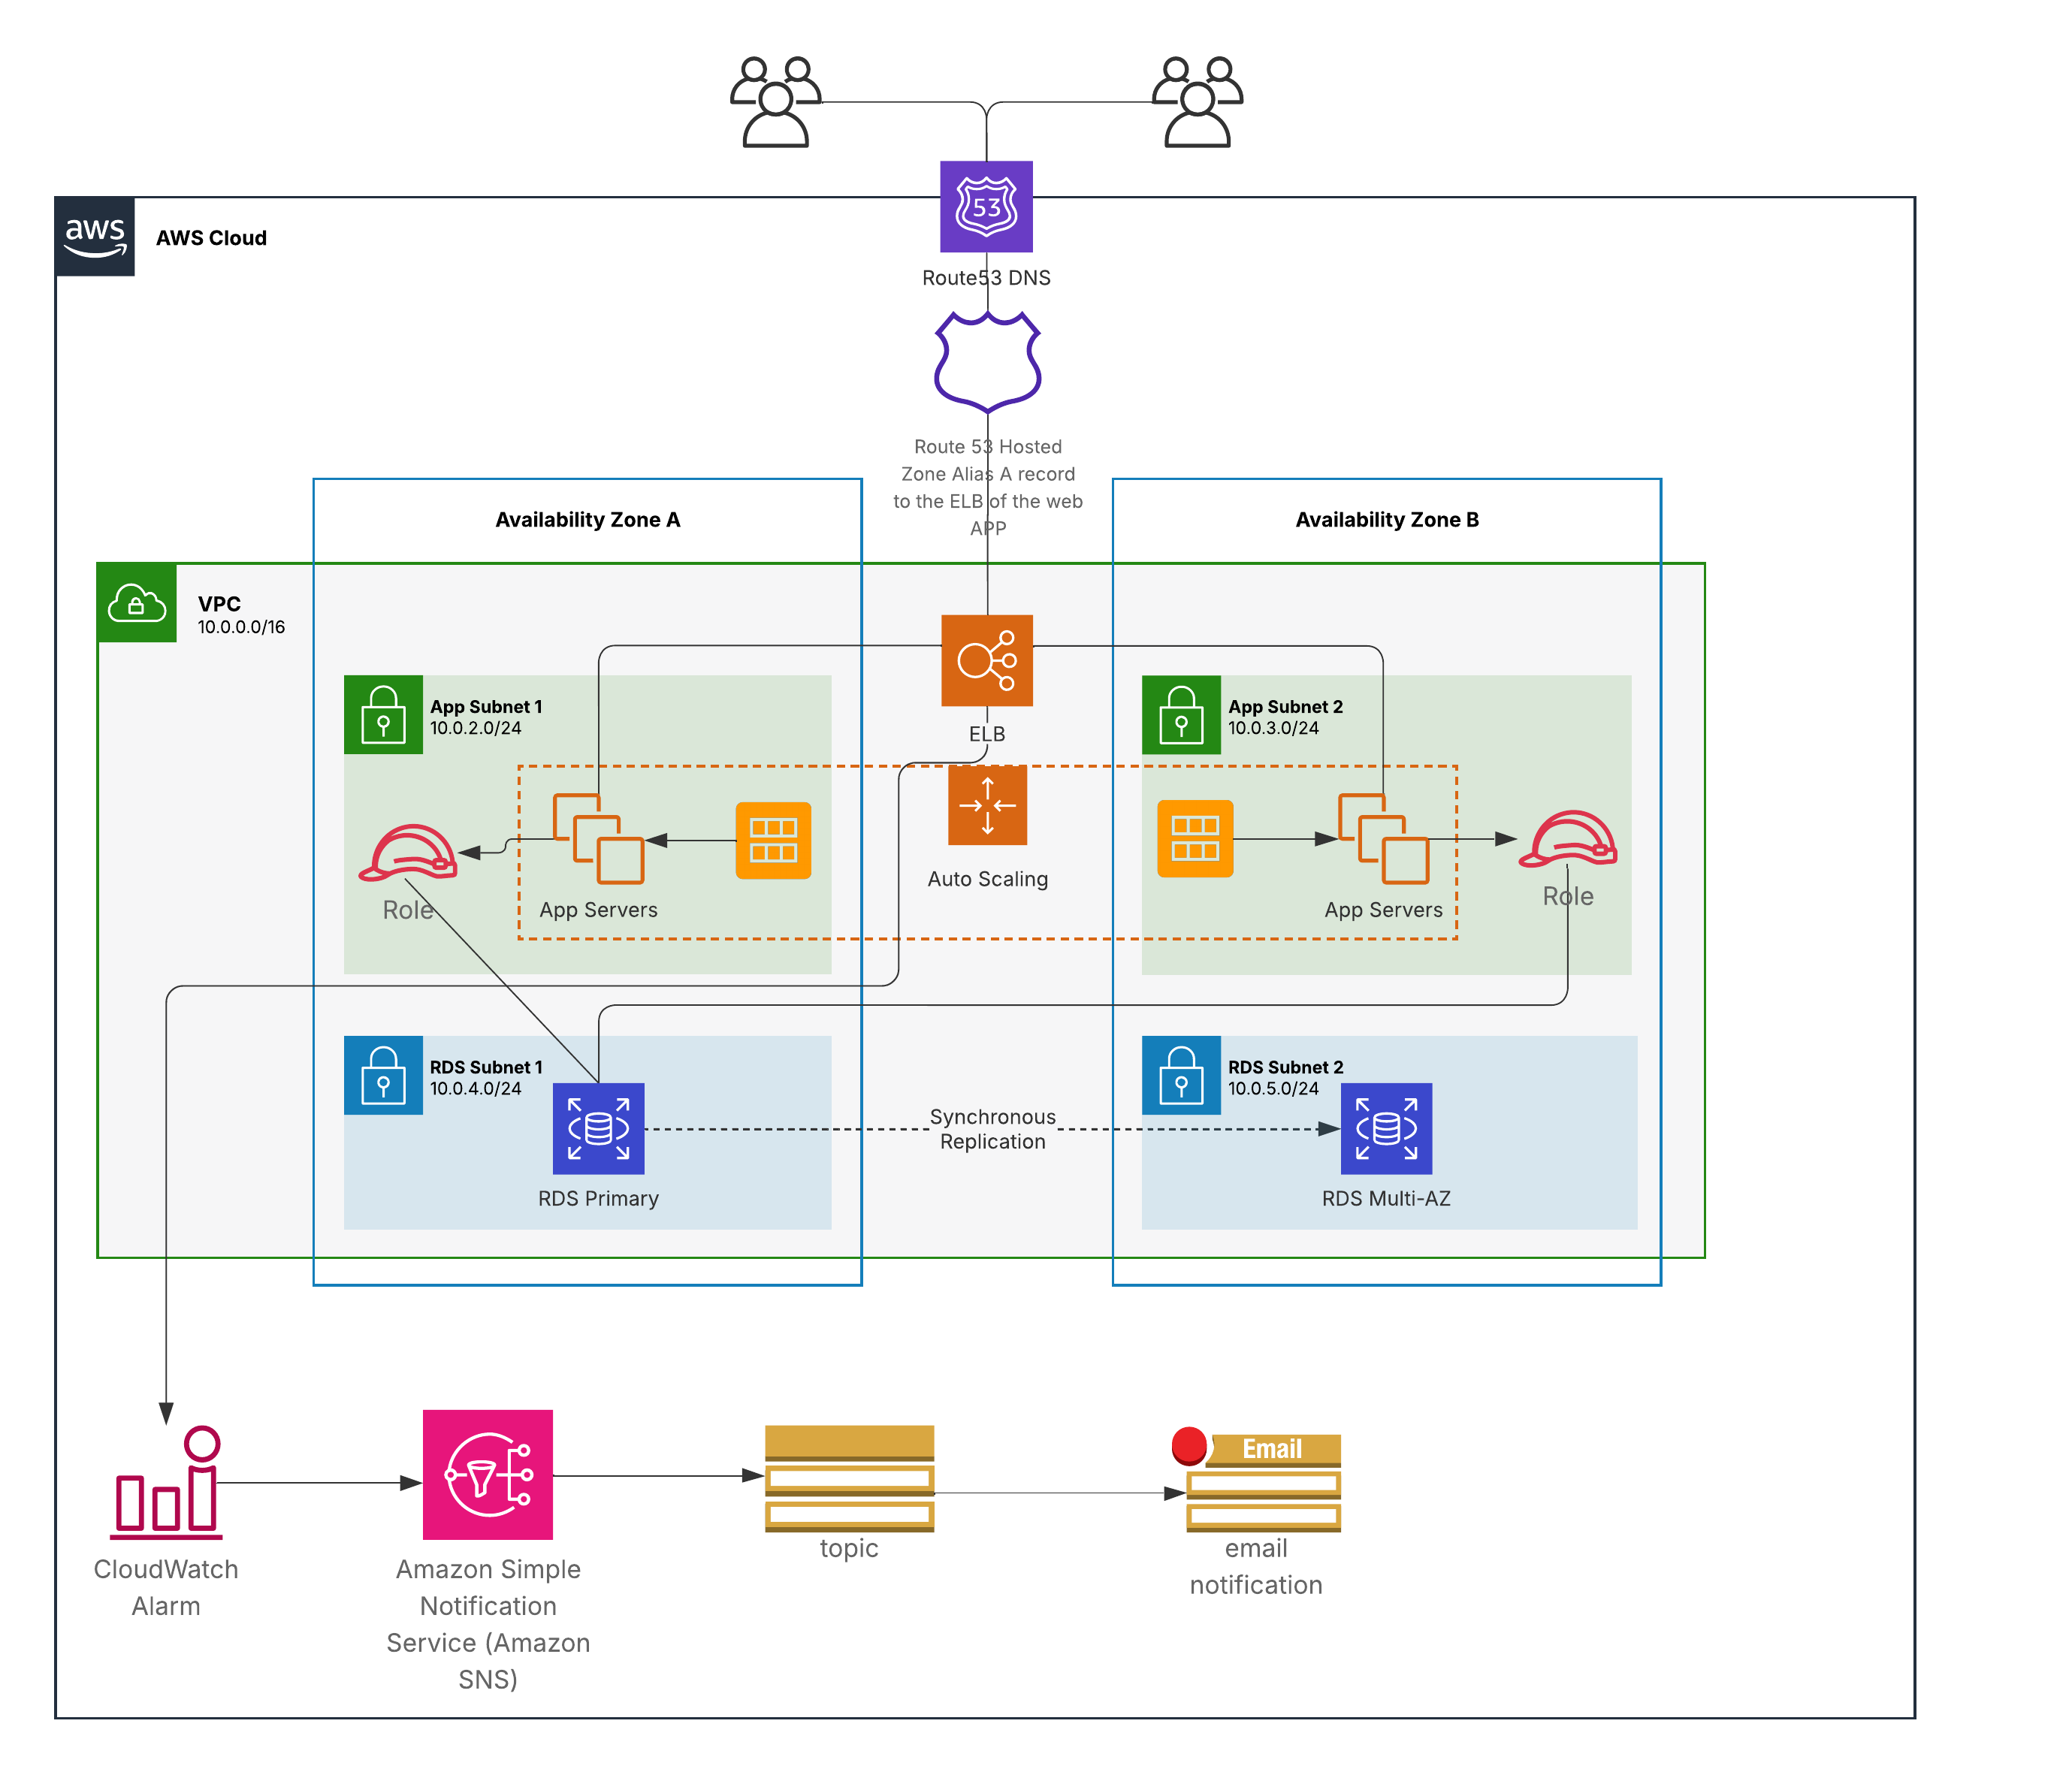 53
aws
AWS Cloud
Route53 DNS
Route 53 Hosted
Zone Alias A record
to the ELB of the web
APP
Availability Zone A
Availability Zone B
VPC
10.0.0.0/16
App Subnet 1
10.0.2.0/24
ELB
App Subnet 2
10.0.3.0/24
Role
App Servers
Auto Scaling
App Servers
Role
RDS Subnet 1
10.0.4.0/24
RDS Subnet 2
10.0.5.0/24
Synchronous
Replication
RDS Primary
RDS Multi-AZ
Email
CloudWatch
Alarm
Amazon Simple
Notification
Service (Amazon
SNS)
topic
email
notification